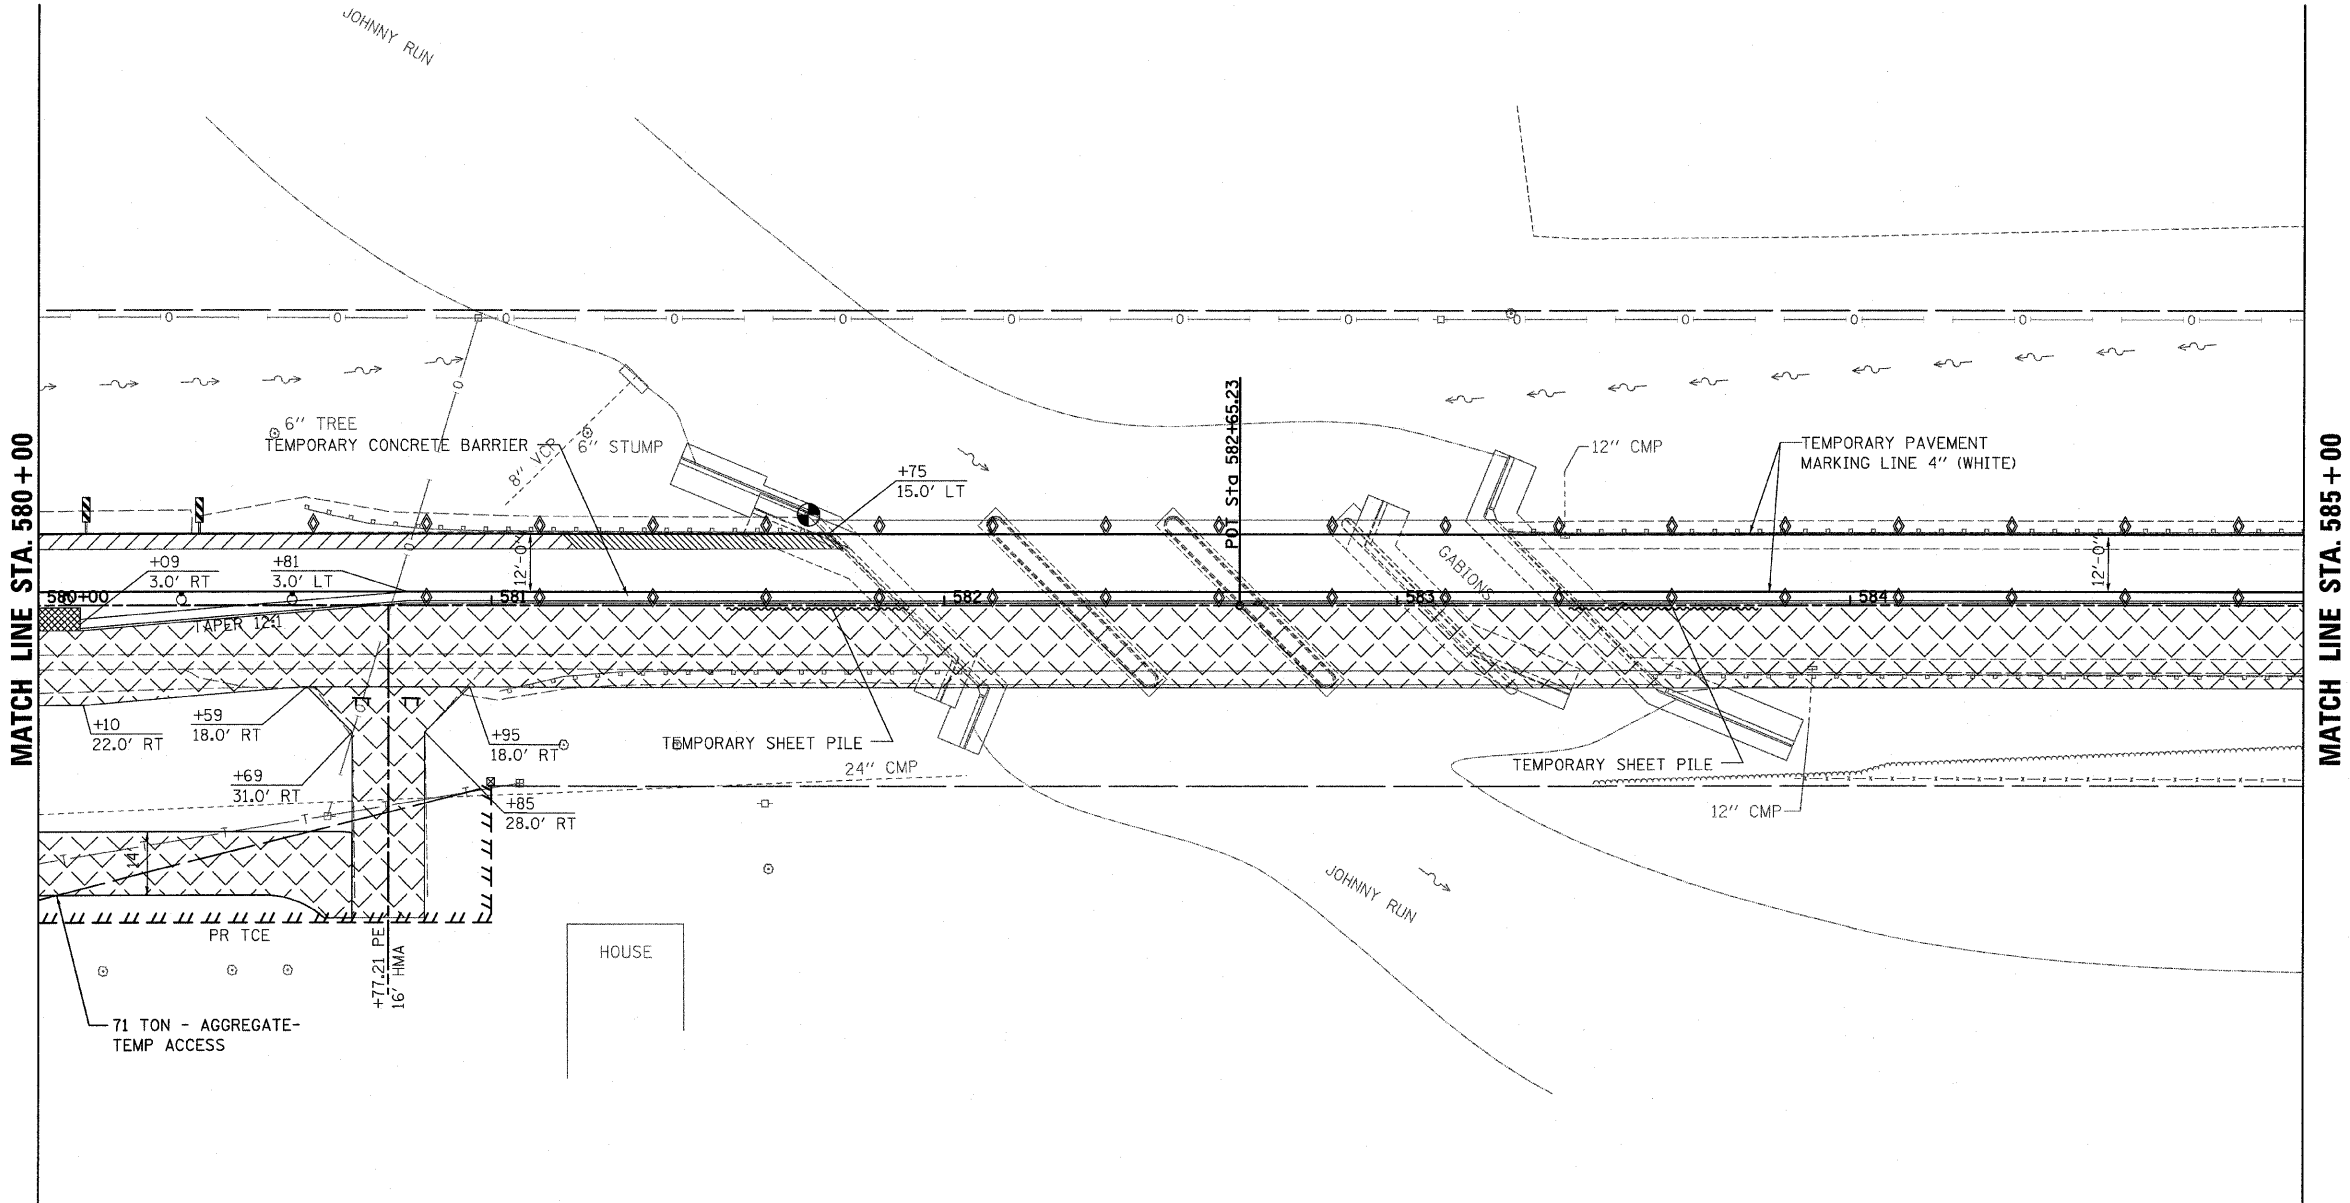 JOHNNY RUN
MATCH LINE STA. 580+00
MATCH LINE STA. 585+00
6" TREE
TEMPORARY CONCRETE BARRIER
8" VCP
6" STUMP
+75
15.0' LT
POT Sta 582+65.23
12" CMP
TEMPORARY PAVEMENT
MARKING LINE 4" (WHITE)
+09
3.0' RT
+81
3.0' LT
12'-0"
GABIONS
12'-0"
580+00
581
582
583
584
TAPER 12:1
+10
22.0' RT
+59
18.0' RT
+95
18.0' RT
TEMPORARY SHEET PILE
24" CMP
TEMPORARY SHEET PILE
+69
31.0' RT
+85
28.0' RT
12" CMP
14'
JOHNNY RUN
PR TCE
+77.21 PE
16' HMA
HOUSE
71 TON - AGGREGATE-
TEMP ACCESS